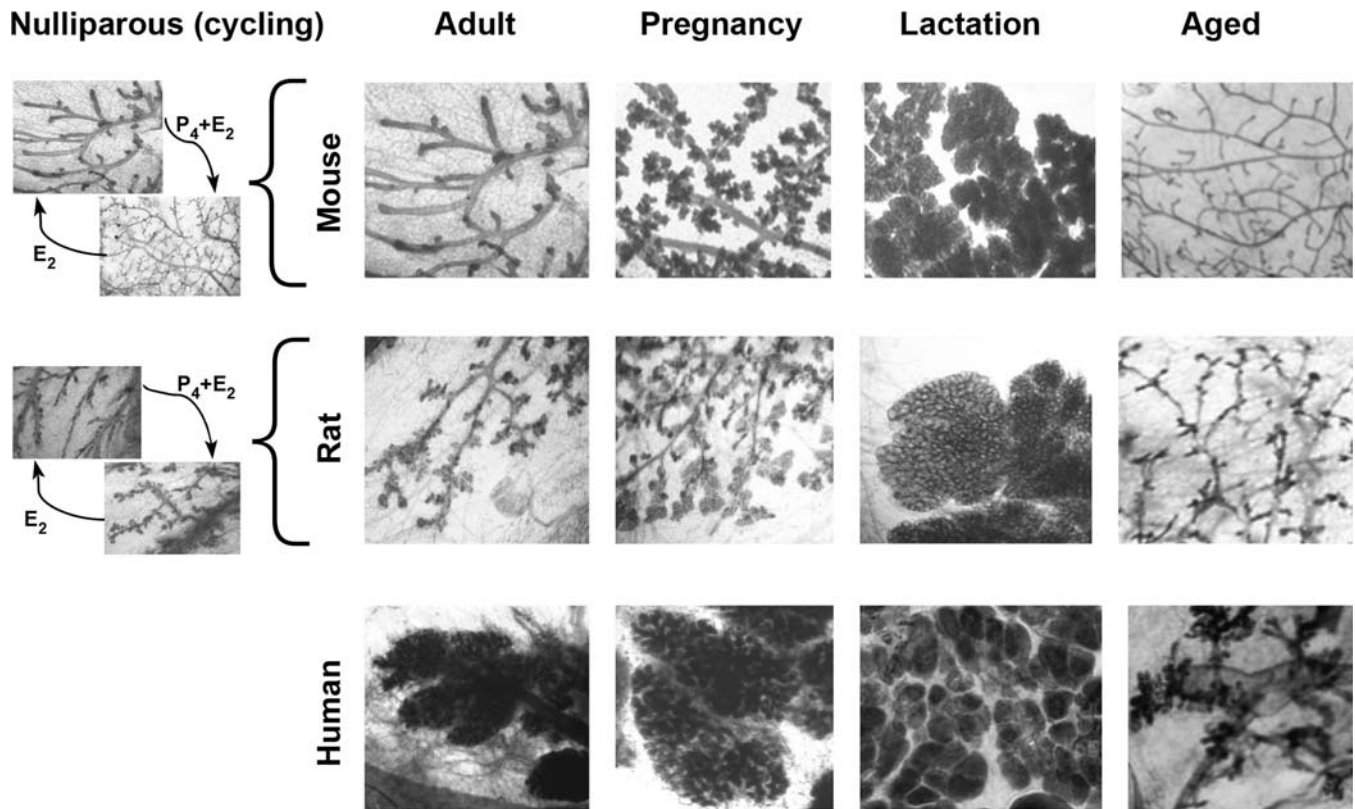 Nulliparous (cycling) Adult Pregnancy Lactation Aged
P4+E2
E2
Mouse
P4+E2
E2
Rat
Human